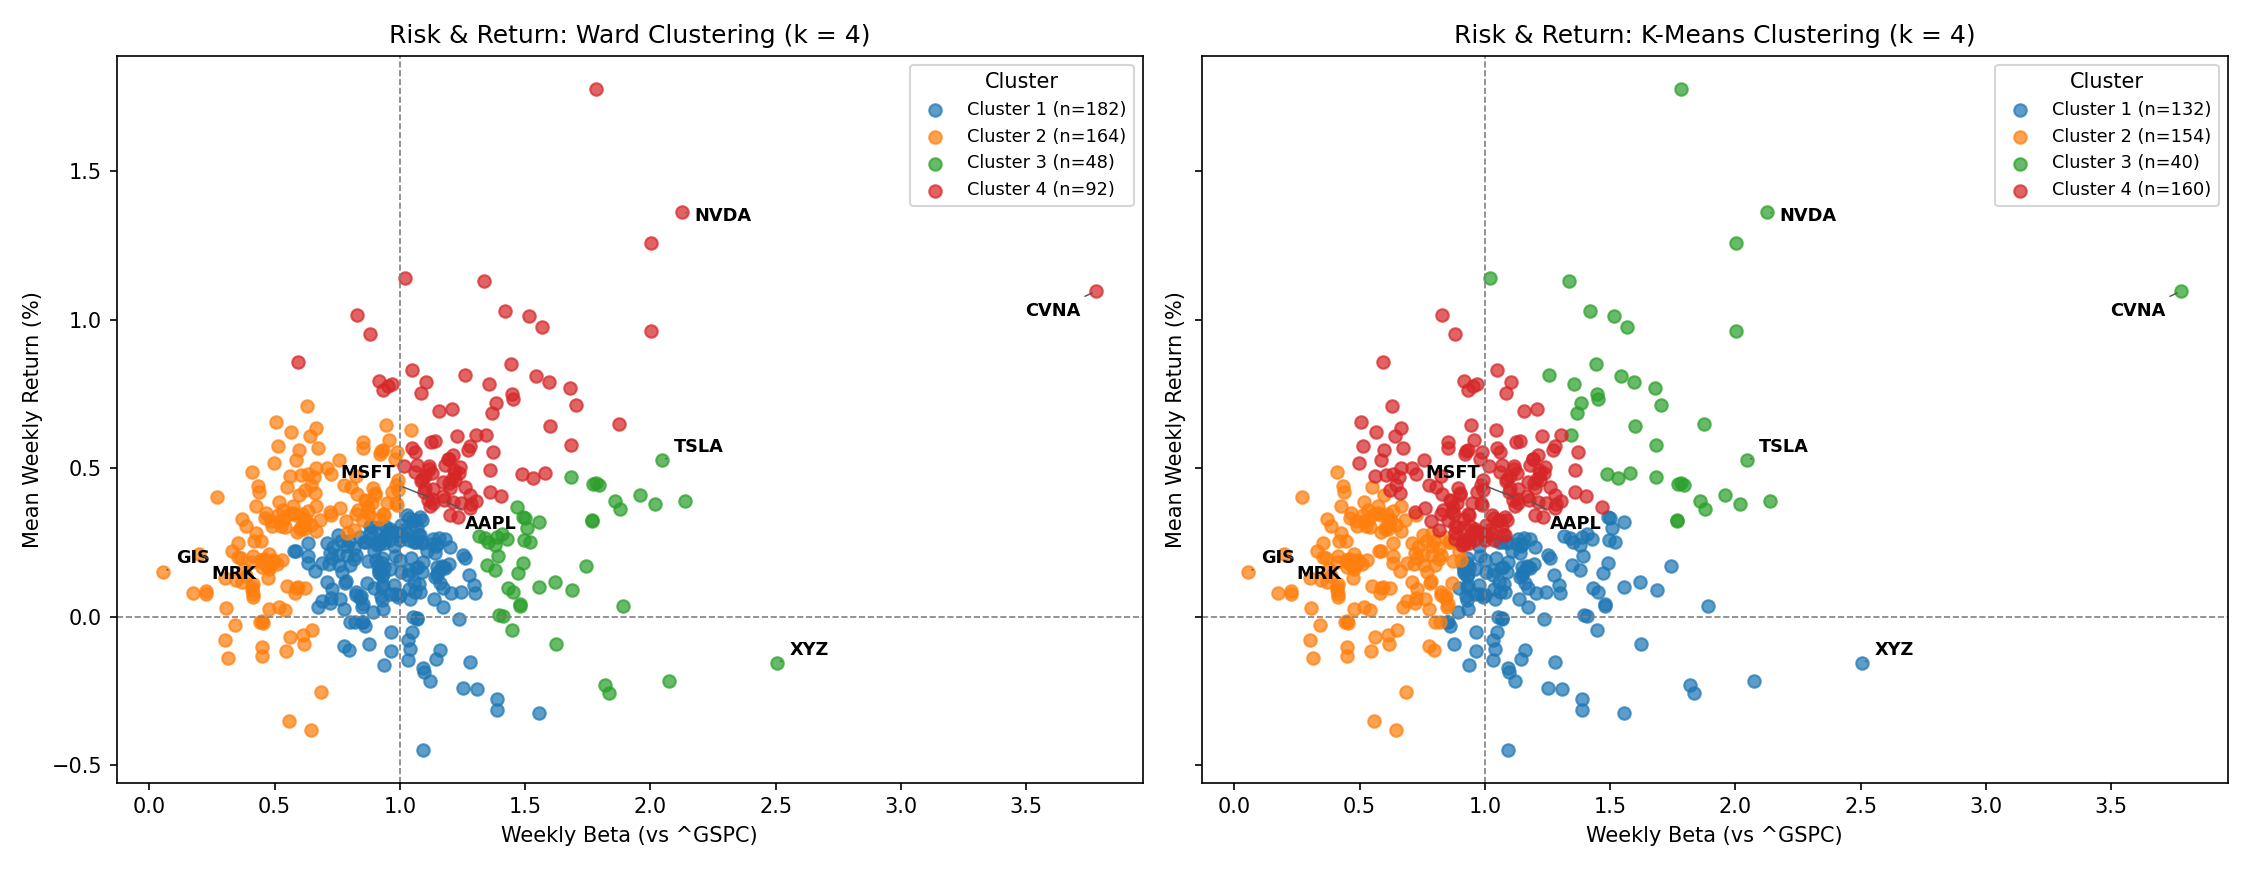 Risk & Return: Ward Clustering (k = 4)
Mean Weekly Return (%)
1.5
1.0
0.5
0.0
−0.5
Cluster
Cluster 1 (n=182)
Cluster 2 (n=164)
Cluster 3 (n=48)
Cluster 4 (n=92)
NVDA
CVNA
TSLA
MSFT
AAPL
GIS
MRK
XYZ
0.0 0.5 1.0 1.5 2.0 2.5 3.0 3.5
Weekly Beta (vs ^GSPC)
Risk & Return: K-Means Clustering (k = 4)
Mean Weekly Return (%)
Cluster
Cluster 1 (n=132)
Cluster 2 (n=154)
Cluster 3 (n=40)
Cluster 4 (n=160)
NVDA
CVNA
TSLA
MSFT
AAPL
GIS
MRK
XYZ
0.0 0.5 1.0 1.5 2.0 2.5 3.0 3.5
Weekly Beta (vs ^GSPC)